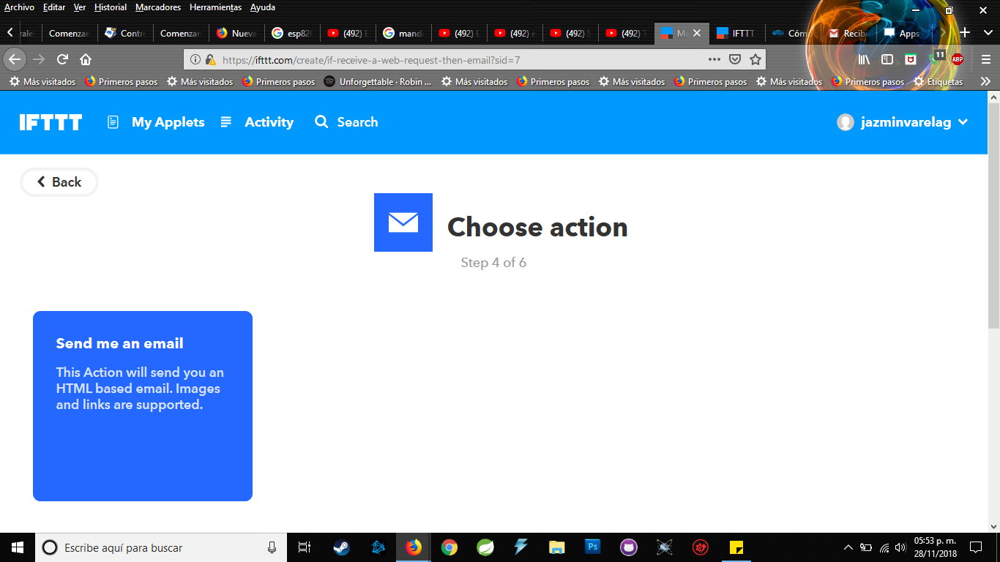 Archivo Editar Ver Historial Marcadores Herramientas Ayuda
Comenzar Contro Comenzar Nueva esp826 (492) E mand (492) E (492) e (492) S (492) T Ma IFTTT Cóm Recib Apps
https://ifttt.com/create/if-receive-a-web-request-then-email?sid=7 11 ABP
Más visitados Primeros pasos Más visitados Primeros pasos Unforgettable · Robin ... Más visitados Primeros pasos Más visitados Primeros pasos Más visitados Primeros pasos Etiquetas
IFTTT My Applets Activity Search jazminvarelag
Back
Choose action
Step 4 of 6
Send me an email
This Action will send you an
HTML based email. Images
and links are supported.
Escribe aquí para buscar Ps 05:53 p. m.
28/11/2018